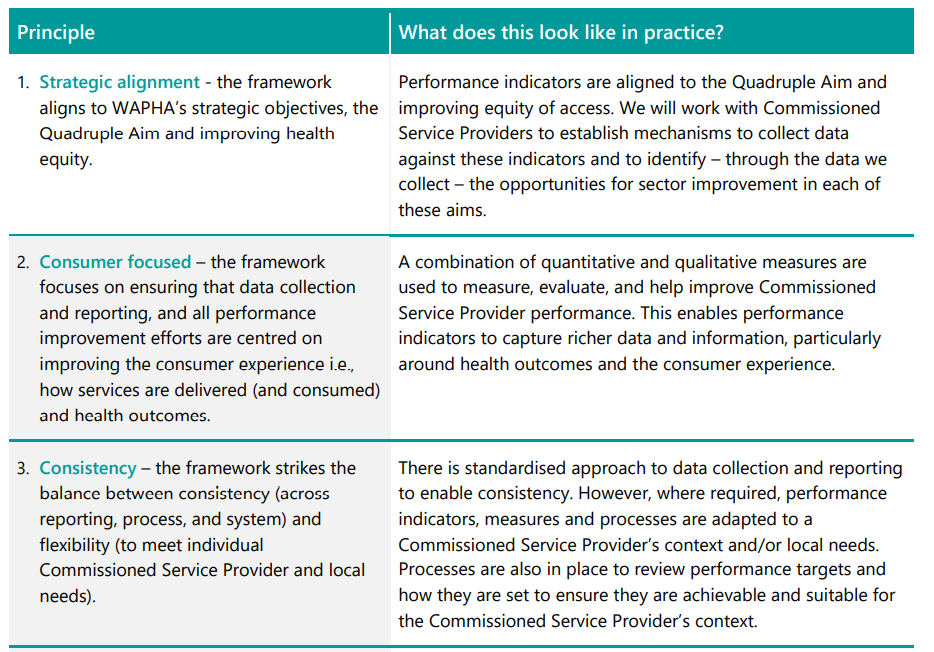 Principle
What does this look like in practice?
1. Strategic alignment - the framework
aligns to WAPHA's strategic objectives, the
Quadruple Aim and improving health
equity.
Performance indicators are aligned to the Quadruple Aim and
improving equity of access. We will work with Commissioned
Service Providers to establish mechanisms to collect data
against these indicators and to identify – through the data we
collect – the opportunities for sector improvement in each of
these aims.
2. Consumer focused – the framework
focuses on ensuring that data collection
and reporting, and all performance
improvement efforts are centred on
improving the consumer experience i.e.,
how services are delivered (and consumed)
and health outcomes.
A combination of quantitative and qualitative measures are
used to measure, evaluate, and help improve Commissioned
Service Provider performance. This enables performance
indicators to capture richer data and information, particularly
around health outcomes and the consumer experience.
3. Consistency – the framework strikes the
balance between consistency (across
reporting, process, and system) and
flexibility (to meet individual
Commissioned Service Provider and local
needs).
There is standardised approach to data collection and reporting
to enable consistency. However, where required, performance
indicators, measures and processes are adapted to a
Commissioned Service Provider's context and/or local needs.
Processes are also in place to review performance targets and
how they are set to ensure they are achievable and suitable for
the Commissioned Service Provider's context.